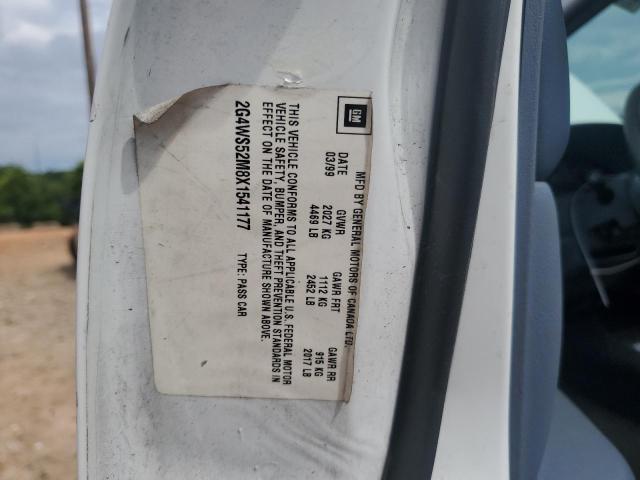 GM
MFD BY GENERAL MOTORS OF CANADA LTD.
DATE GVWR GAWR FRT GAWR RR
03/99 2027 KG 1112 KG 915 KG
4469 LB 2452 LB 2017 LB
THIS VEHICLE CONFORMS TO ALL APPLICABLE U.S. FEDERAL MOTOR
VEHICLE SAFETY, BUMPER, AND THEFT PREVENTION STANDARDS IN
EFFECT ON THE DATE OF MANUFACTURE SHOWN ABOVE.
2G4WS52M8X1541177 TYPE: PASS CAR